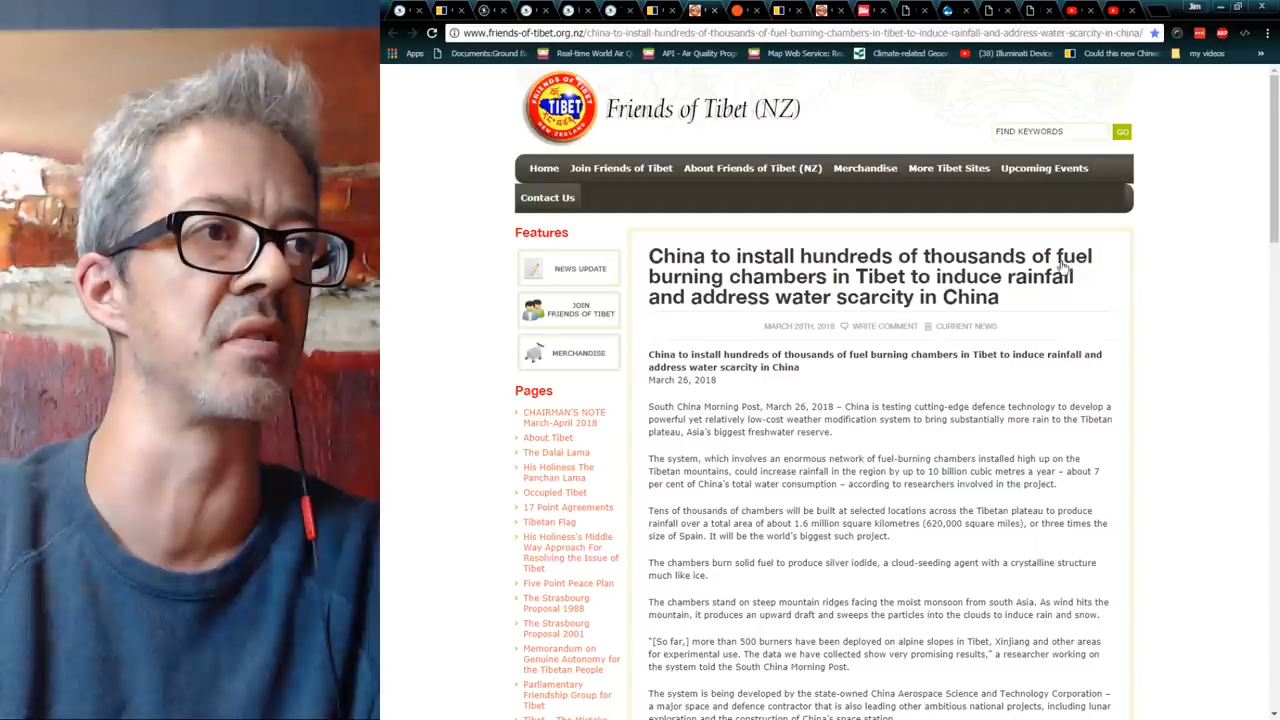 Jim
www.friends-of-tibet.org.nz/china-to-install-hundreds-of-thousands-of-fuel-burning-chambers-in-tibet-to-induce-rainfall-and-address-water-scarcity-in-china/
Apps Documents:Ground B Real-time World Air Q API - Air Quality Prog Map Web Service: Re Climate-related Geo (38) Illuminati Device Could this new Chines my videos
FRIENDS OF TIBET
TIBET
NEW ZEALAND
Friends of Tibet (NZ)
FIND KEYWORDS GO
Home Join Friends of Tibet About Friends of Tibet (NZ) Merchandise More Tibet Sites Upcoming Events
Contact Us
Features
NEWS UPDATE
JOIN
FRIENDS OF TIBET
MERCHANDISE
Pages
CHAIRMAN'S NOTE
March-April 2018
About Tibet
The Dalai Lama
His Holiness The
Panchan Lama
Occupied Tibet
17 Point Agreements
Tibetan Flag
His Holiness's Middle
Way Approach For
Resolving the Issue of
Tibet
Five Point Peace Plan
The Strasbourg
Proposal 1988
The Strasbourg
Proposal 2001
Memorandum on
Genuine Autonomy for
the Tibetan People
Parliamentary
Friendship Group for
Tibet
Tibet - The Mistake
China to install hundreds of thousands of fuel
burning chambers in Tibet to induce rainfall
and address water scarcity in China
MARCH 28TH, 2018 WRITE COMMENT CURRENT NEWS
China to install hundreds of thousands of fuel burning chambers in Tibet to induce rainfall and
address water scarcity in China
March 26, 2018
South China Morning Post, March 26, 2018 – China is testing cutting-edge defence technology to develop a
powerful yet relatively low-cost weather modification system to bring substantially more rain to the Tibetan
plateau, Asia's biggest freshwater reserve.
The system, which involves an enormous network of fuel-burning chambers installed high up on the
Tibetan mountains, could increase rainfall in the region by up to 10 billion cubic metres a year – about 7
per cent of China's total water consumption – according to researchers involved in the project.
Tens of thousands of chambers will be built at selected locations across the Tibetan plateau to produce
rainfall over a total area of about 1.6 million square kilometres (620,000 square miles), or three times the
size of Spain. It will be the world's biggest such project.
The chambers burn solid fuel to produce silver iodide, a cloud-seeding agent with a crystalline structure
much like ice.
The chambers stand on steep mountain ridges facing the moist monsoon from south Asia. As wind hits the
mountain, it produces an upward draft and sweeps the particles into the clouds to induce rain and snow.
"[So far,] more than 500 burners have been deployed on alpine slopes in Tibet, Xinjiang and other areas
for experimental use. The data we have collected show very promising results," a researcher working on
the system told the South China Morning Post.
The system is being developed by the state-owned China Aerospace Science and Technology Corporation –
a major space and defence contractor that is also leading other ambitious national projects, including lunar
exploration and the construction of China's space station.